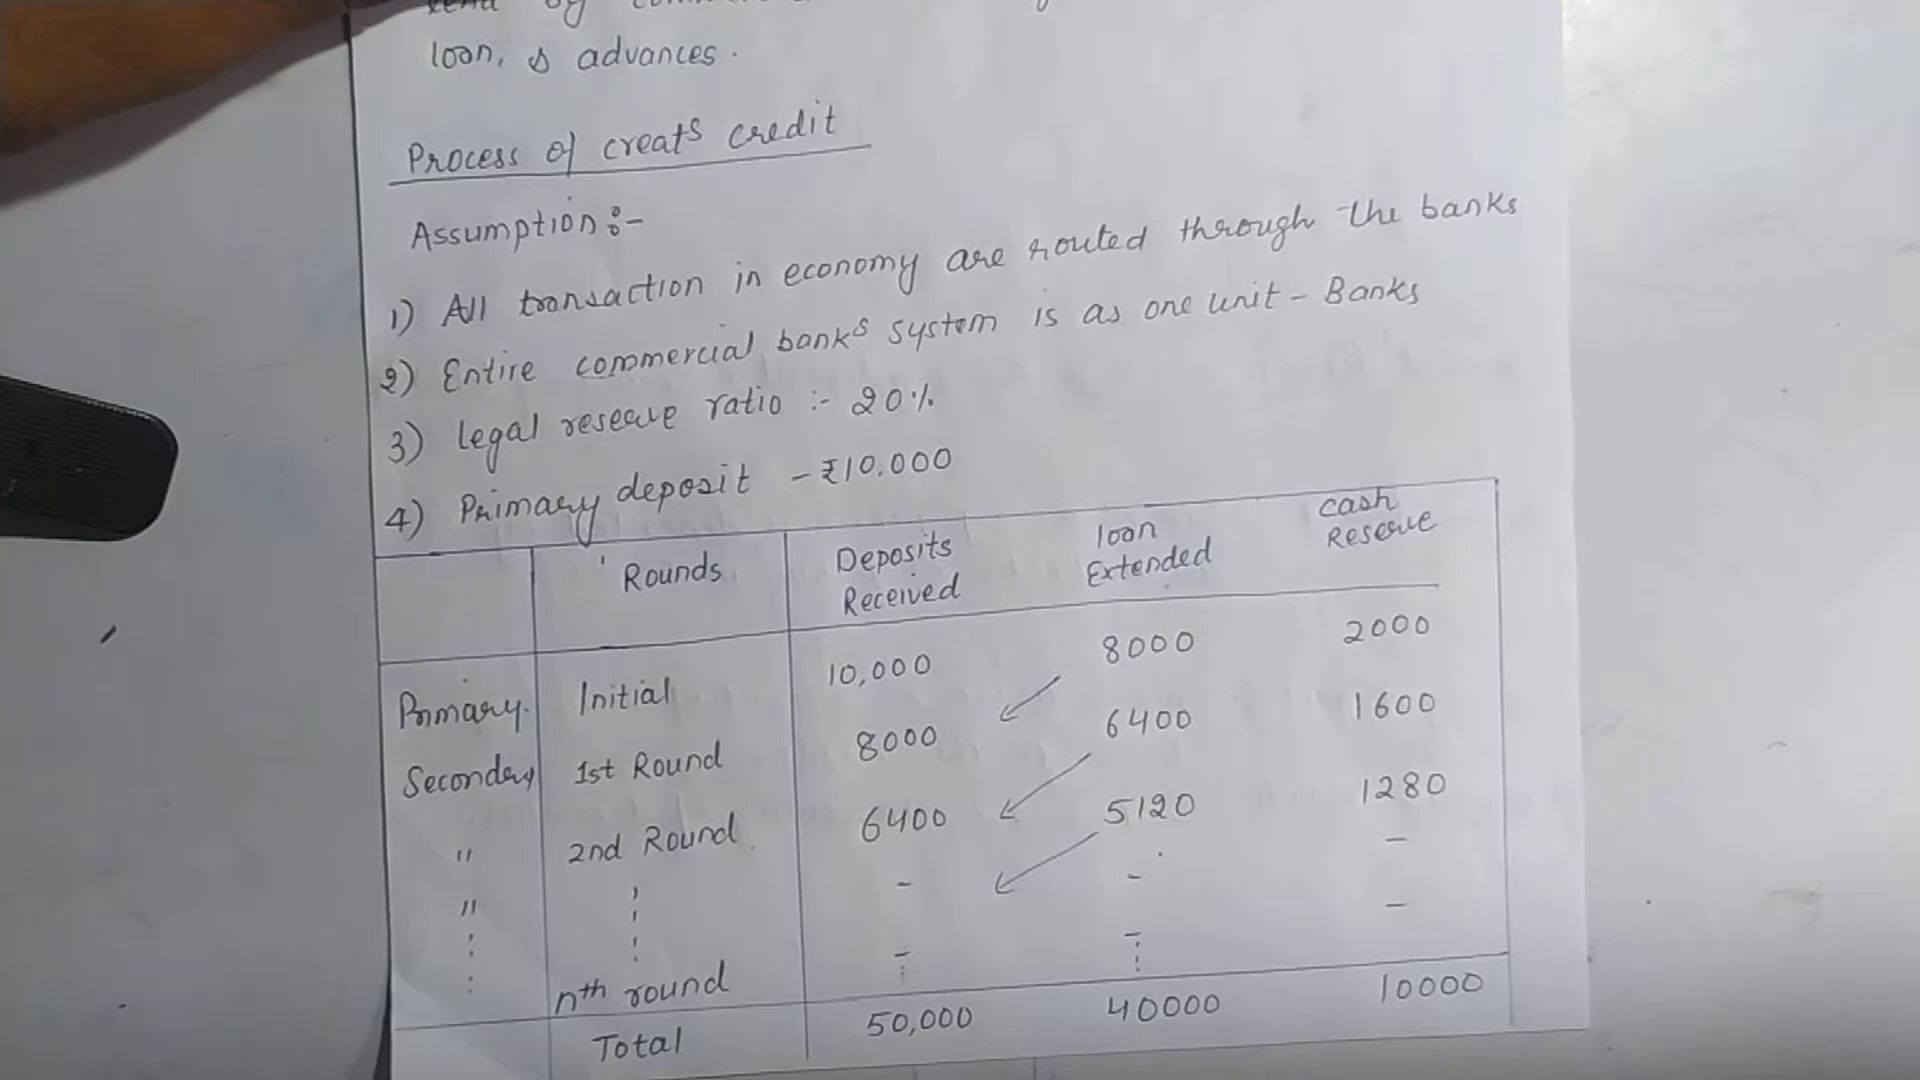 loan, & advances.
Process of creatS credit
Assumption :-
1) All transaction in economy are routed through the banks
2) Entire commercial bankS system is as one unit - Banks
3) legal reserve ratio :- 20%
4) Primary deposit - ₹10,000
Rounds Deposits Received loan Extended cash Reserve
Primary. Initial 10,000 8000 2000
Secondary 1st Round 8000 6400 1600
" 2nd Round 6400 5120 1280
" - - -
nth round - - -
Total 50,000 40000 10000